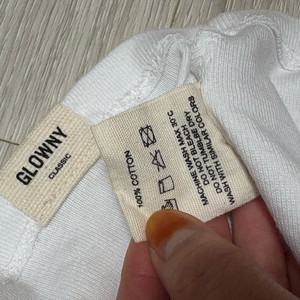 GLOWNY
CLASSIC
100% COTTON
MACHINE WASH MAX 30°C
DO NOT BLEACH
DO NOT TUMBLE DRY
WASH WITH SIMILAR COLORS